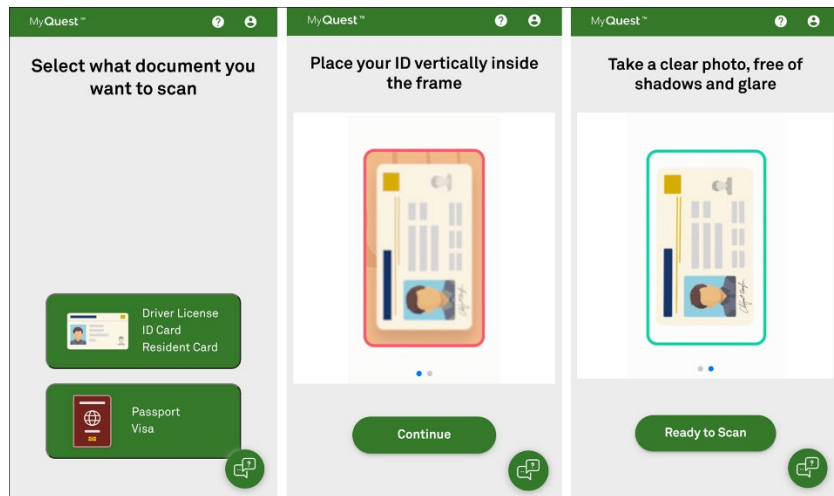 MyQuest™
Select what document you
want to scan
Driver License
ID Card
Resident Card
Passport
Visa
MyQuest™
Place your ID vertically inside
the frame
Continue
MyQuest™
Take a clear photo, free of
shadows and glare
Ready to Scan